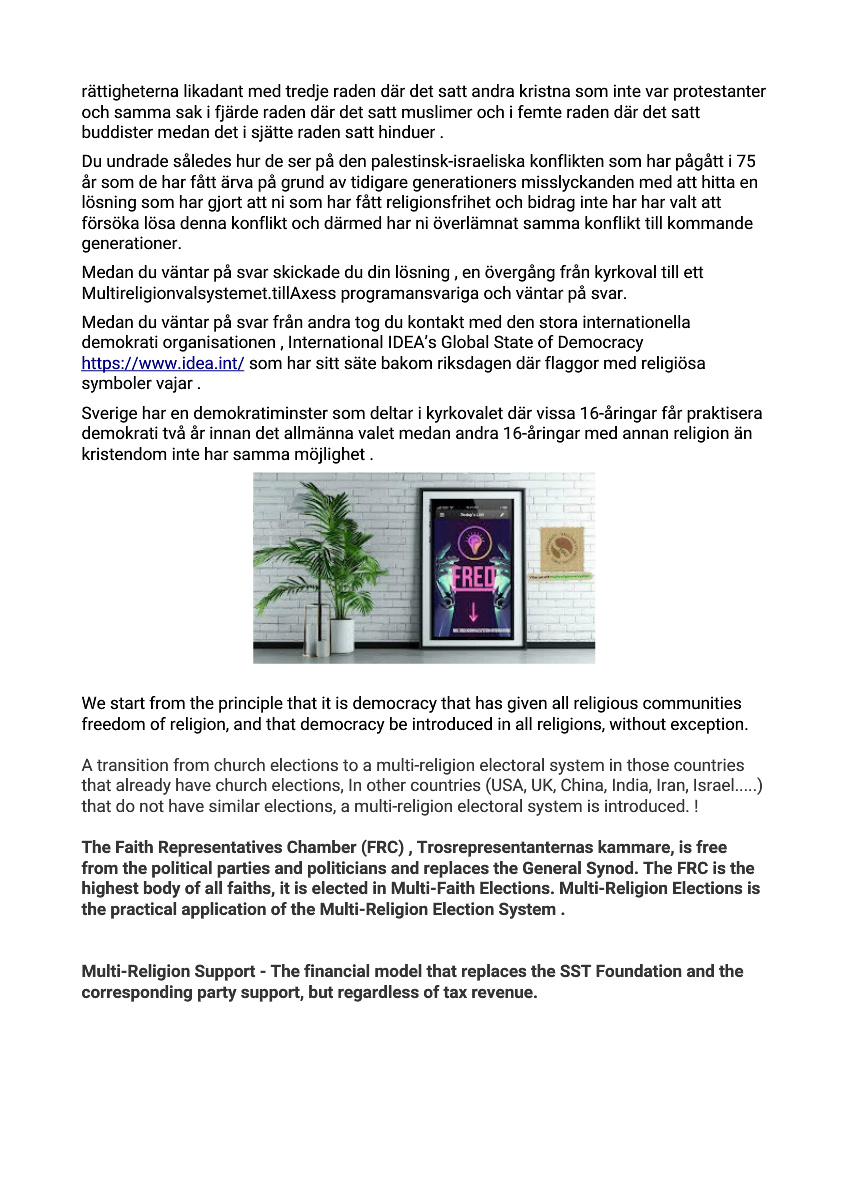 rättigheterna likadant med tredje raden där det satt andra kristna som inte var protestanter
och samma sak i fjärde raden där det satt muslimer och i femte raden där det satt
buddister medan det i sjätte raden satt hinduer .
Du undrade således hur de ser på den palestinsk-israeliska konflikten som har pågått i 75
år som de har fått ärva på grund av tidigare generationers misslyckanden med att hitta en
lösning som har gjort att ni som har fått religionsfrihet och bidrag inte har har valt att
försöka lösa denna konflikt och därmed har ni överlämnat samma konflikt till kommande
generationer.
Medan du väntar på svar skickade du din lösning , en övergång från kyrkoval till ett
Multireligionvalsystemet.tillAxess programansvariga och väntar på svar.
Medan du väntar på svar från andra tog du kontakt med den stora internationella
demokrati organisationen , International IDEA’s Global State of Democracy
https://www.idea.int/ som har sitt säte bakom riksdagen där flaggor med religiösa
symboler vajar .
Sverige har en demokratiminster som deltar i kyrkovalet där vissa 16-åringar får praktisera
demokrati två år innan det allmänna valet medan andra 16-åringar med annan religion än
kristendom inte har samma möjlighet .
FRED
We start from the principle that it is democracy that has given all religious communities
freedom of religion, and that democracy be introduced in all religions, without exception.
A transition from church elections to a multi-religion electoral system in those countries
that already have church elections, In other countries (USA, UK, China, India, Iran, Israel.....)
that do not have similar elections, a multi-religion electoral system is introduced. !
The Faith Representatives Chamber (FRC) , Trosrepresentanternas kammare, is free
from the political parties and politicians and replaces the General Synod. The FRC is the
highest body of all faiths, it is elected in Multi-Faith Elections. Multi-Religion Elections is
the practical application of the Multi-Religion Election System .
Multi-Religion Support - The financial model that replaces the SST Foundation and the
corresponding party support, but regardless of tax revenue.